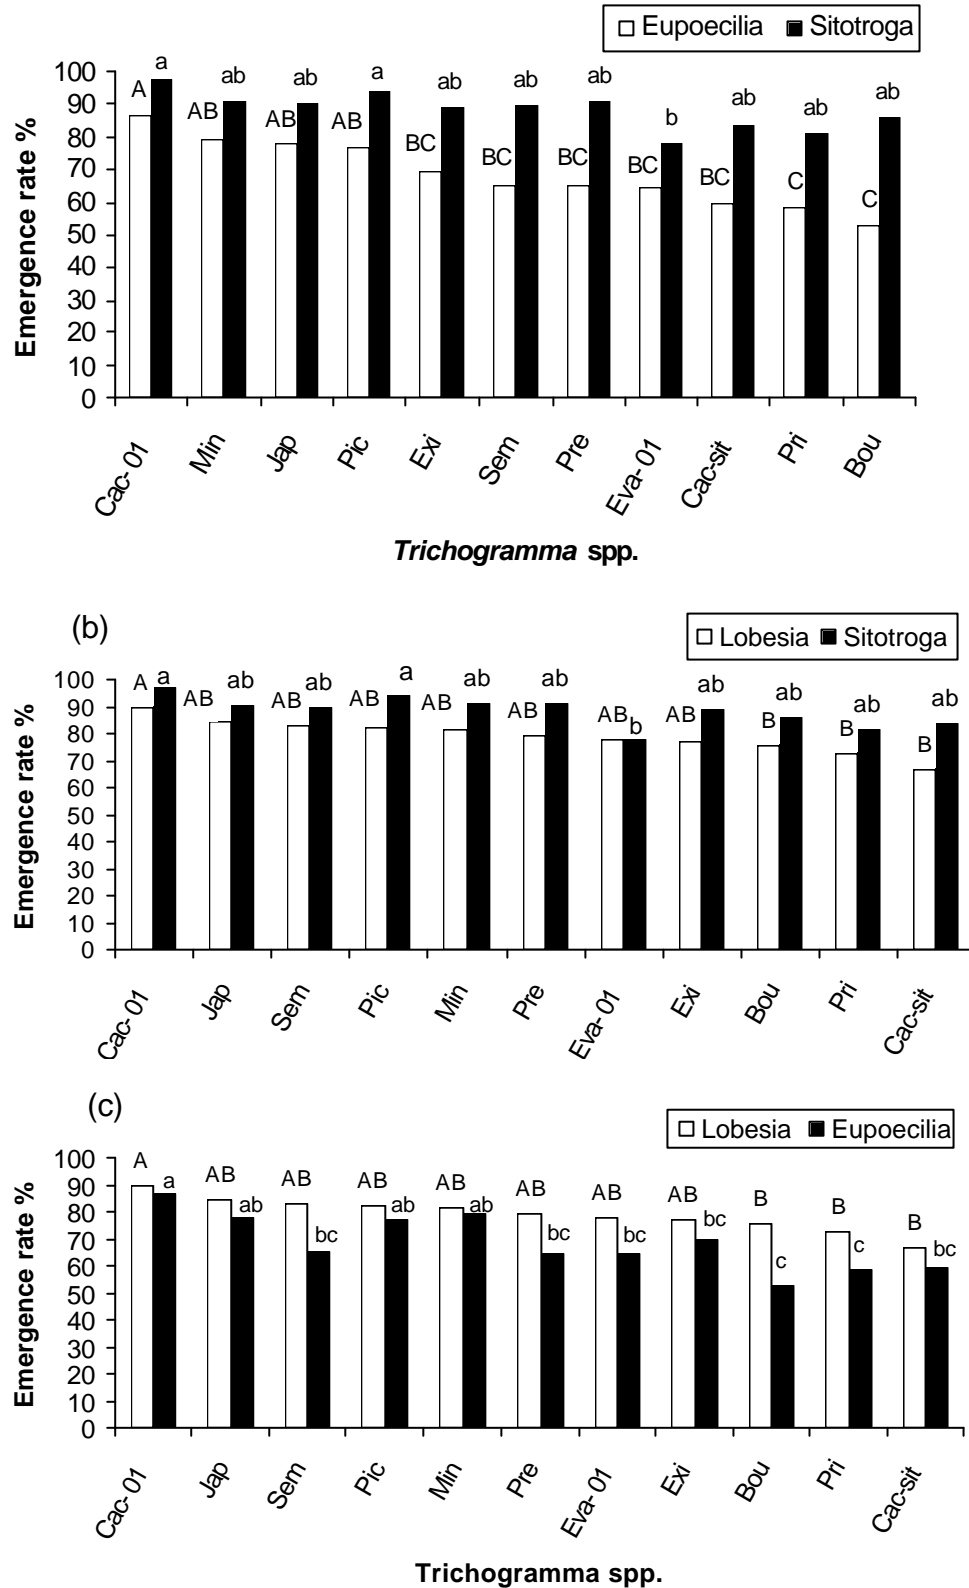 Eupoecilia Sitotroga
Emergence rate %
100
90
80
70
60
50
40
30
20
10
0
A a AB ab AB ab AB a BC ab BC ab BC ab BC b BC ab C ab C ab
Cac-01 Min Jap Pic Exi Sem Pre Eva-01 Cac-sit Pri Bou
Trichogramma spp.
(b)
Lobesia Sitotroga
Emergence rate %
100
90
80
70
60
50
40
30
20
10
0
A a AB ab AB ab AB a AB ab AB ab AB b AB ab B ab B ab B ab
Cac-01 Jap Sem Pic Min Pre Eva-01 Exi Bou Pri Cac-sit
(c)
Lobesia Eupoecilia
Emergence rate %
100
90
80
70
60
50
40
30
20
10
0
A a AB ab AB bc AB ab AB ab AB bc AB bc AB bc B c B c B bc
Cac-01 Jap Sem Pic Min Pre Eva-01 Exi Bou Pri Cac-sit
Trichogramma spp.